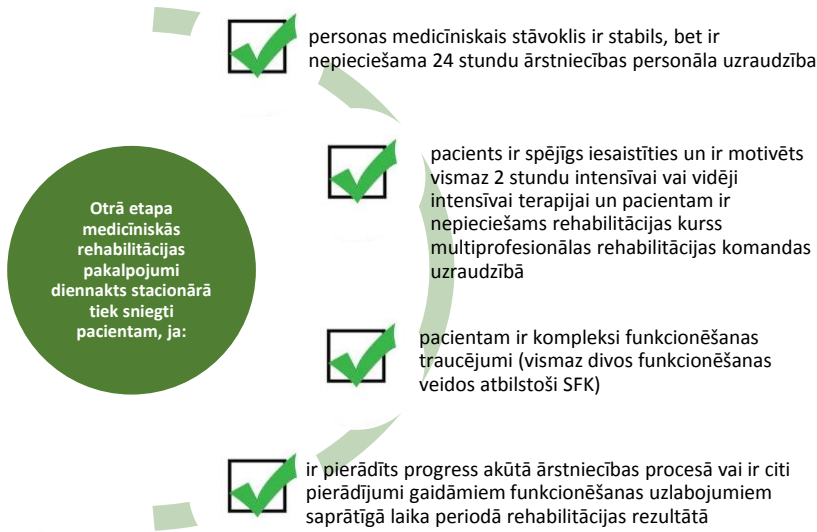 personas medicīniskais stāvoklis ir stabils, bet ir
nepieciešama 24 stundu ārstniecības personāla uzraudzība
Otrā etapa
medicīniskās
rehabilitācijas
pakalpojumi
diennakts stacionārā
tiek sniegti
pacientam, ja:
pacients ir spējīgs iesaistīties un ir motivēts
vismaz 2 stundu intensīvai vai vidēji
intensīvai terapijai un pacientam ir
nepieciešams rehabilitācijas kurss
multiprofesionālas rehabilitācijas komandas
uzraudzībā
pacientam ir kompleksi funkcionēšanas
traucējumi (vismaz divos funkcionēšanas
veidos atbilstoši SFK)
ir pierādīts progress akūtā ārstniecības procesā vai ir citi
pierādījumi gaidāmiem funkcionēšanas uzlabojumiem
saprātīgā laika periodā rehabilitācijas rezultātā